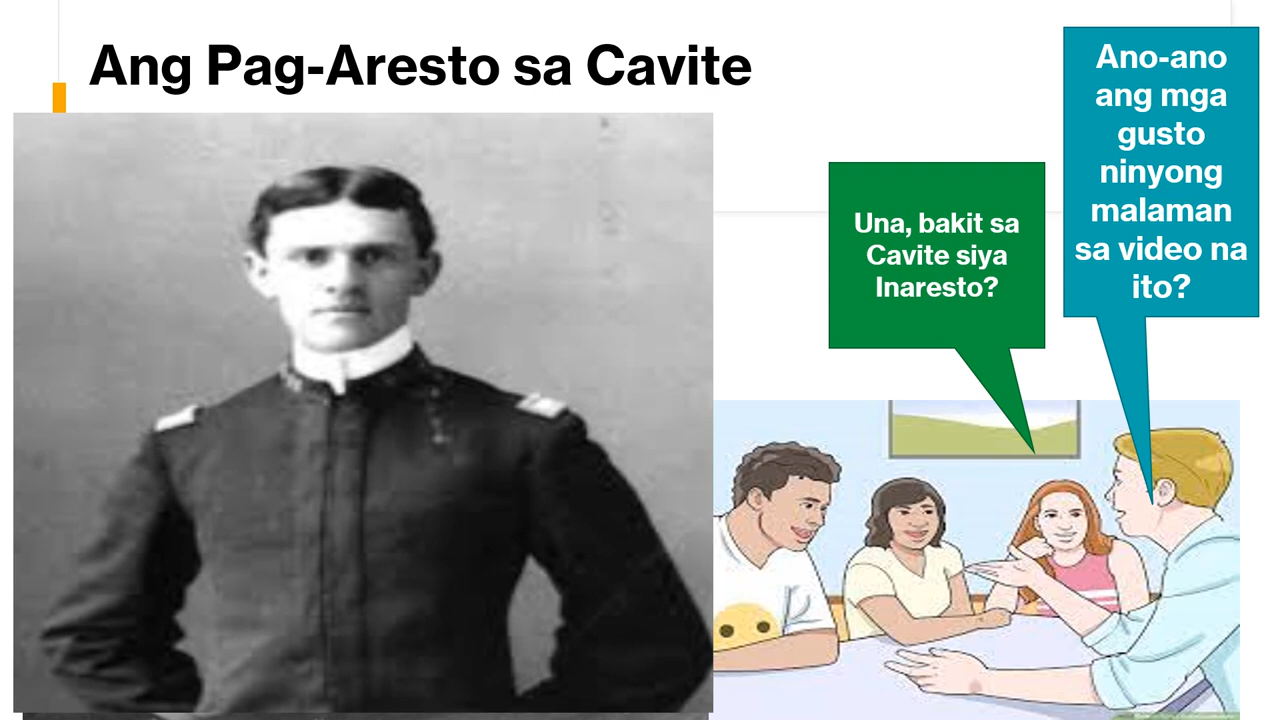 Ang Pag-Aresto sa Cavite
Una, bakit sa
Cavite siya
Inaresto?
Ano-ano
ang mga
gusto
ninyong
malaman
sa video na
ito?